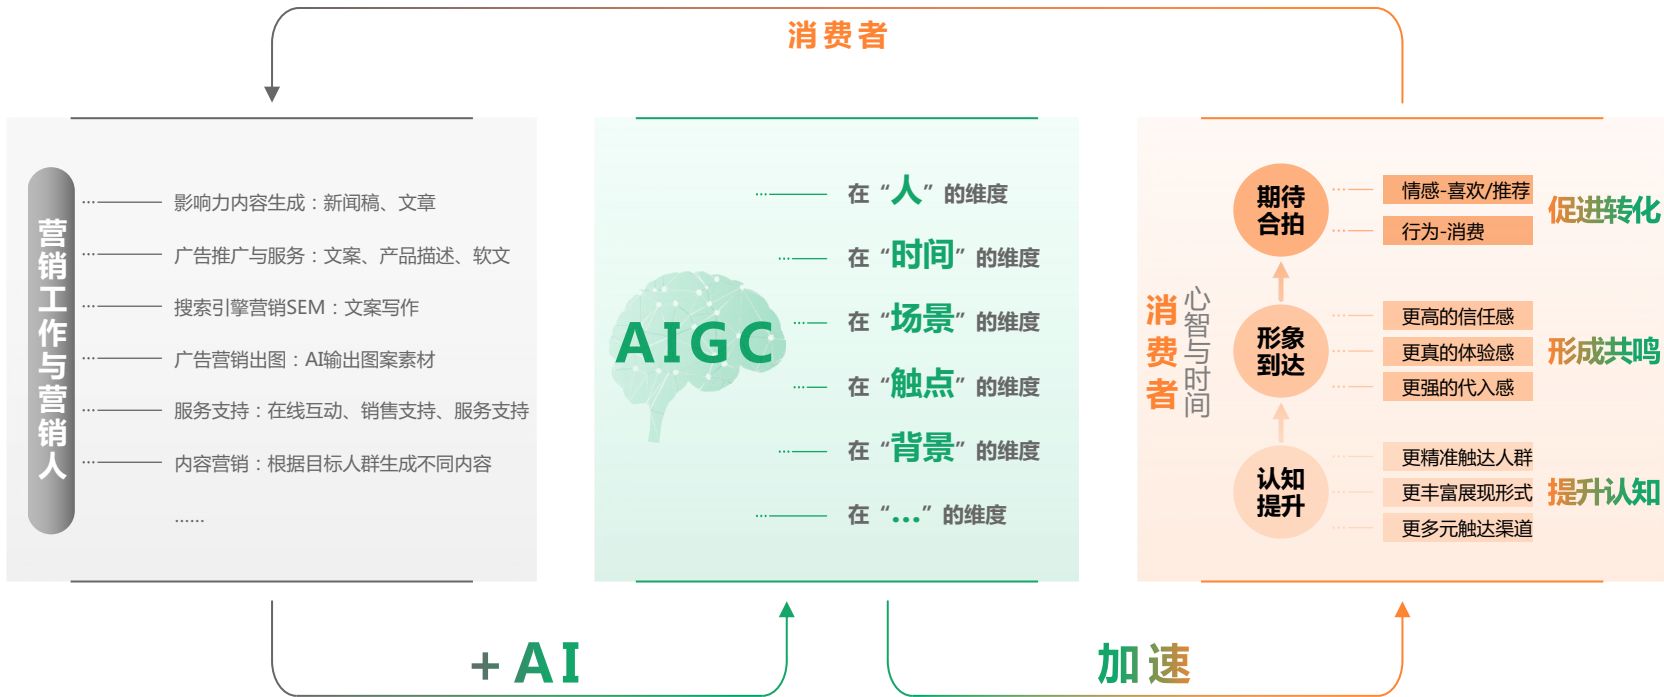 消费者
营销工作与营销人
影响力内容生成：新闻稿、文章
广告推广与服务：文案、产品描述、软文
搜索引擎营销SEM：文案写作
广告营销出图：AI输出图案素材
服务支持：在线互动、销售支持、服务支持
内容营销：根据目标人群生成不同内容
......
+AI
AIGC
在“人”的维度
在“时间”的维度
在“场景”的维度
在“触点”的维度
在“背景”的维度
在“...”的维度
加速
消费者
心智与时间
期待
合拍
情感-喜欢/推荐
行为-消费
促进转化
形象
到达
更高的信任感
更真的体验感
更强的代入感
形成共鸣
认知
提升
更精准触达人群
更丰富展现形式
更多元触达渠道
提升认知